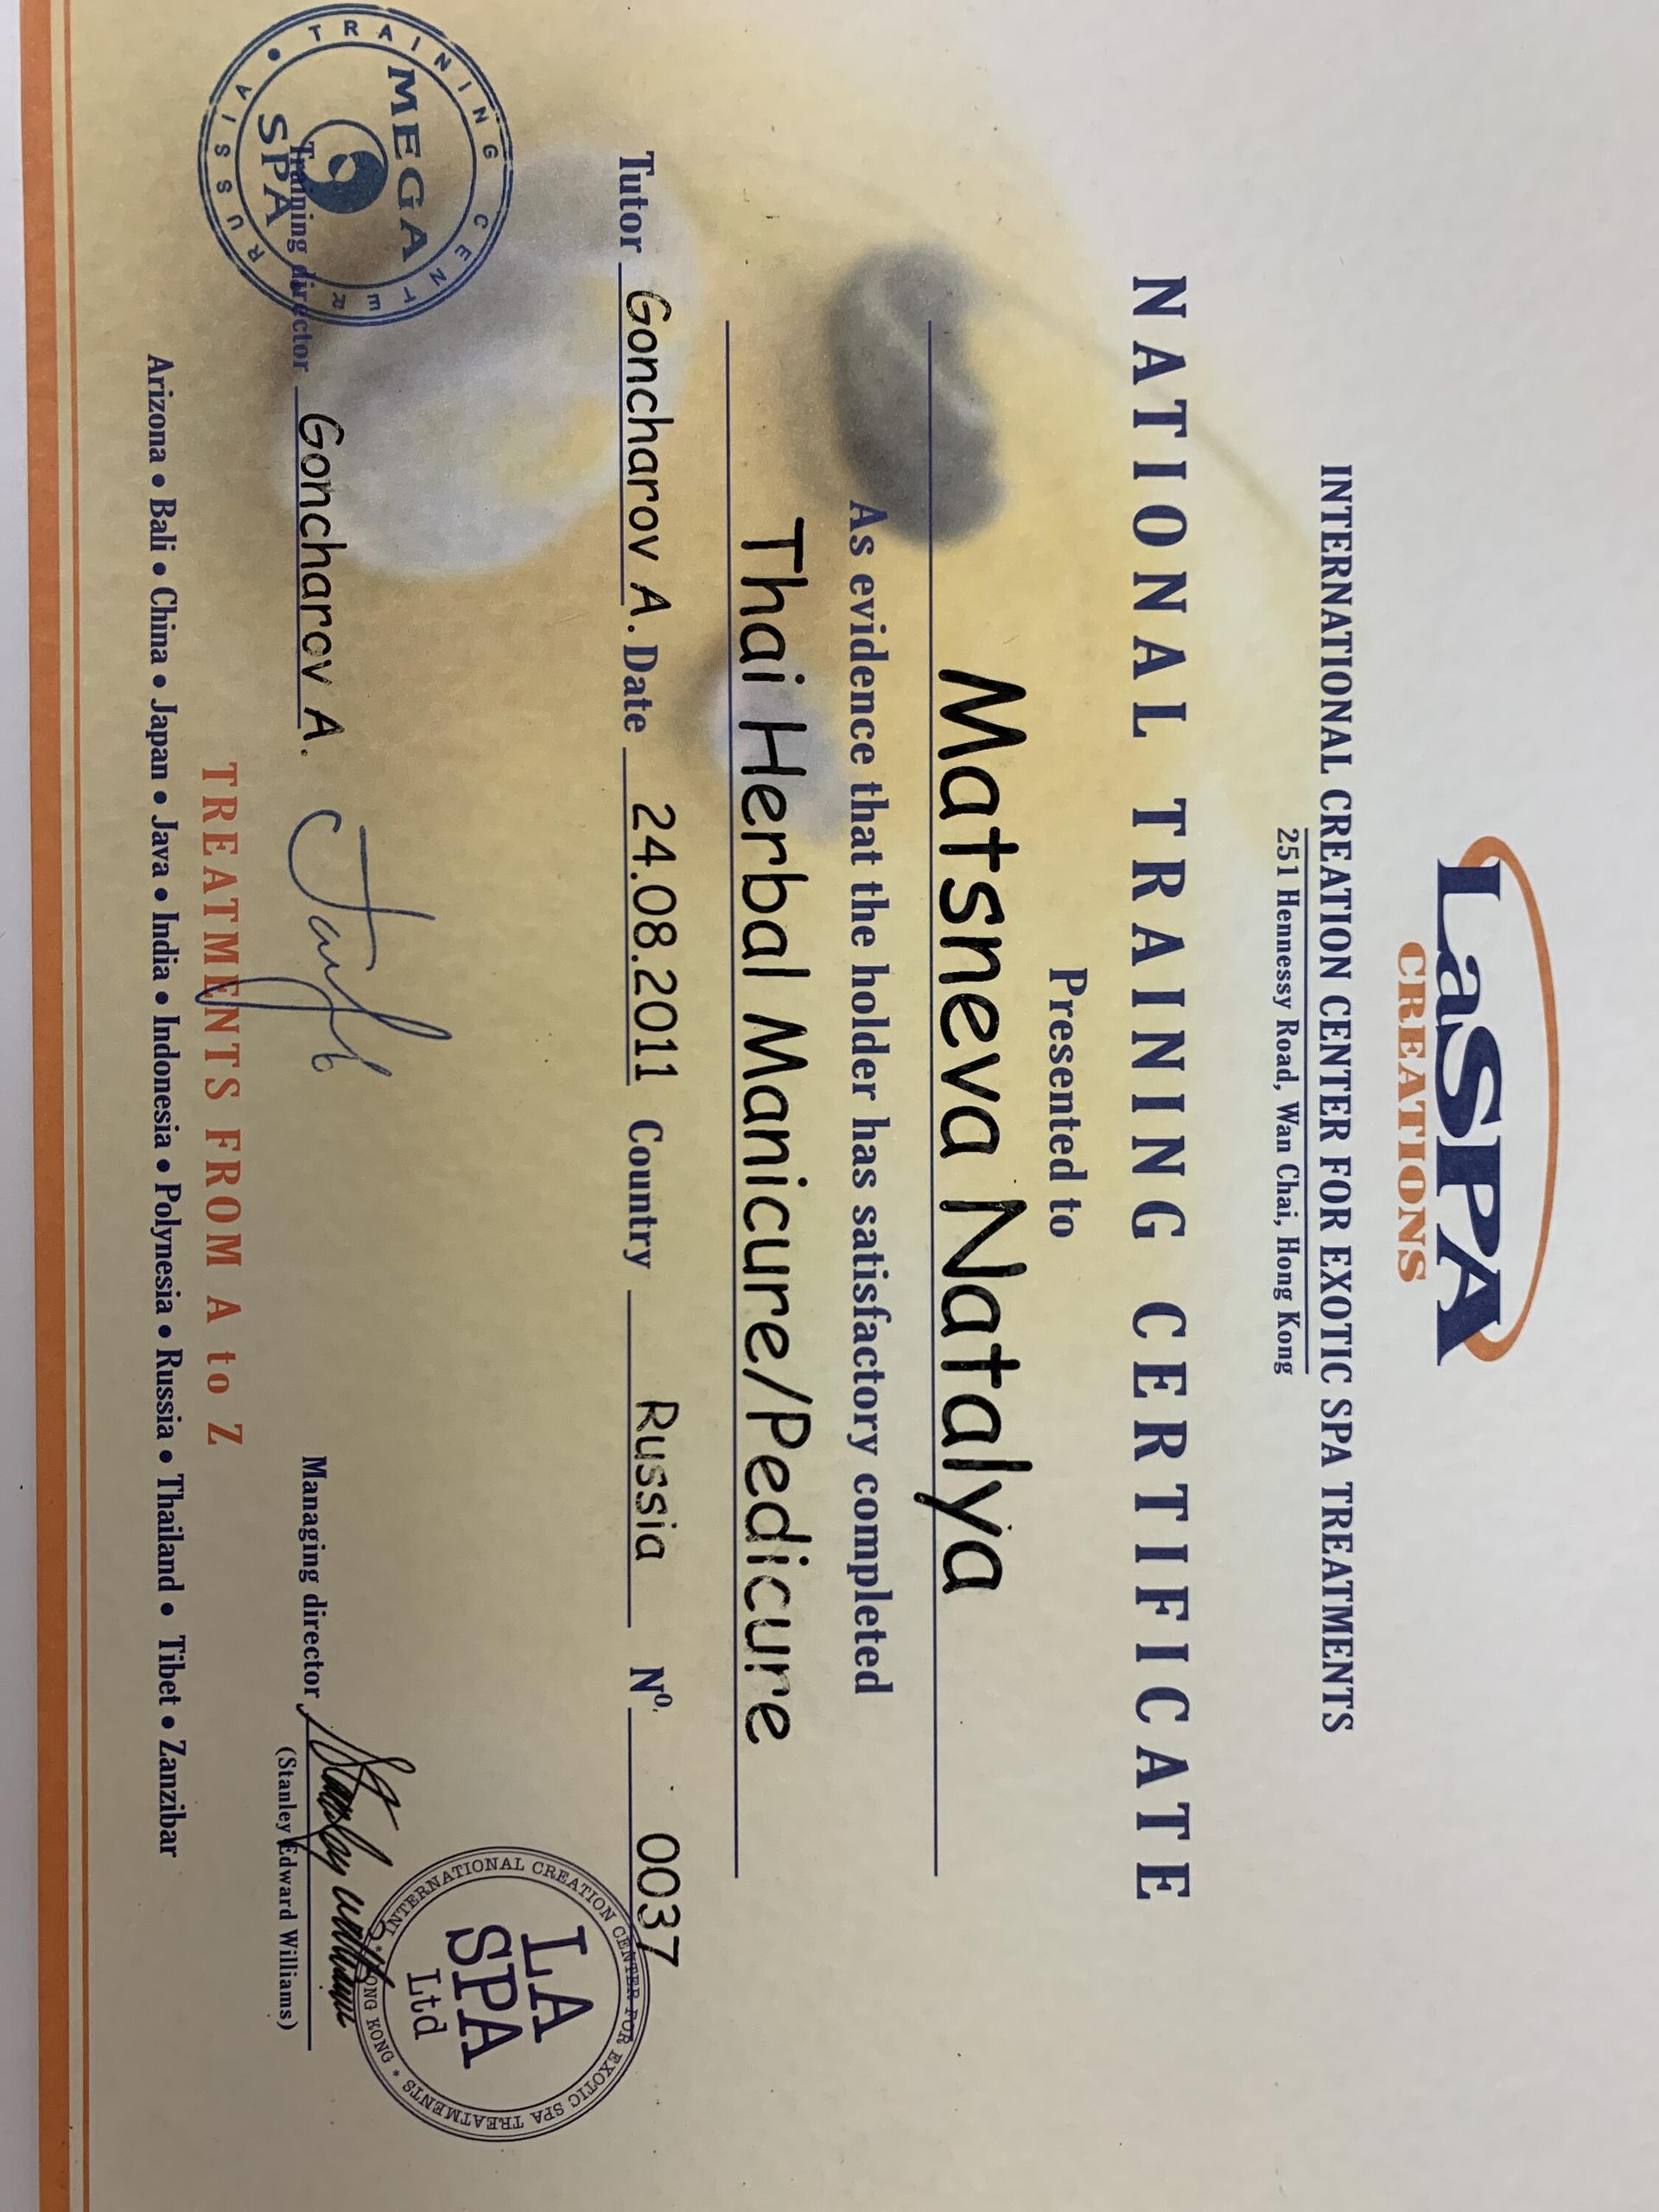 LaSPA
CREATIONS
INTERNATIONAL CREATION CENTER FOR EXOTIC SPA TREATMENTS
251 Hennessy Road, Wan Chai, Hong Kong
NATIONAL TRAINING CERTIFICATE
Presented to
Matsneva Natalya
As evidence that the holder has satisfactory completed
Thai Herbal Manicure/Pedicure
Tutor Goncharov A. Date 24.08.2011 Country Russia Nº. 0037
MEGA
SPA
TRAINING CENTER • RUSSIA •
LA
SPA
Ltd
INTERNATIONAL CREATION CENTER FOR EXOTIC SPA TREATMENTS * HONG KONG *
Training director Goncharov A. Managing director
(Stanley Edward Williams)
TREATMENTS FROM A to Z
Arizona • Bali • China • Japan • Java • India • Indonesia • Polynesia • Russia • Thailand • Tibet • Zanzibar